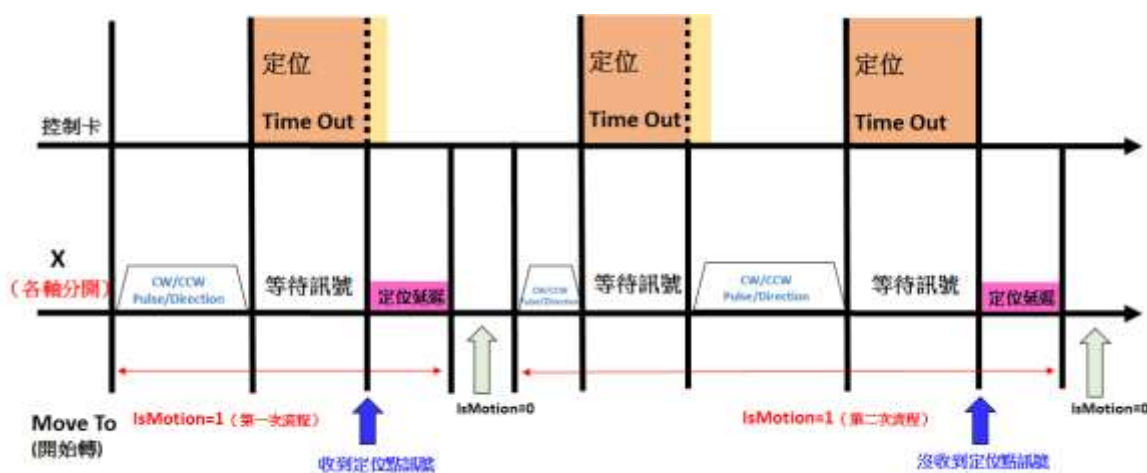 定位
Time Out
定位
Time Out
定位
Time Out
控制卡
X
(各軸分開)
CW/CCW
Pulse/Direction
等待訊號
定位延遲
CW/CCW
Pulse/Direction
等待訊號
CW/CCW
Pulse/Direction
等待訊號
定位延遲
Move To
(開始轉)
IsMotion=1 (第一次流程)
IsMotion=0
IsMotion=1 (第二次流程)
IsMotion=0
收到定位點訊號
沒收到定位點訊號